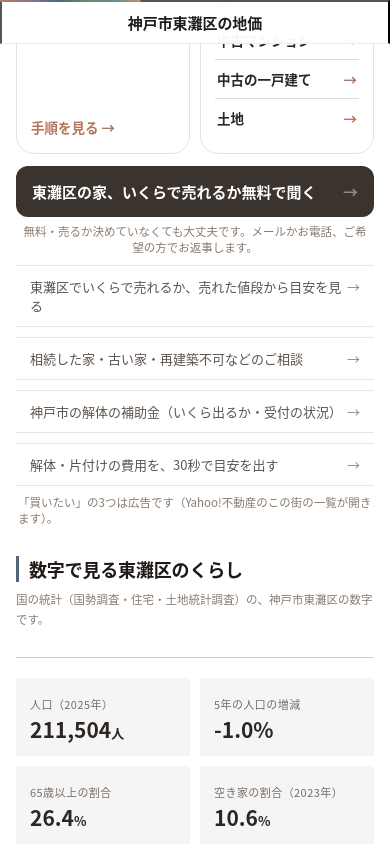 神戸市東灘区の地価
中古の一戸建て →
手順を見る →
土地 →
東灘区の家、いくらで売れるか無料で聞く →
無料・売るか決めていなくても大丈夫です。メールかお電話、ご希
望の方でお返事します。
東灘区でいくらで売れるか、売れた値段から目安を見 →
る
相続した家・古い家・再建築不可などのご相談 →
神戸市の解体の補助金（いくら出るか・受付の状況） →
解体・片付けの費用を、30秒で目安を出す →
「買いたい」の3つは広告です（Yahoo!不動産のこの街の一覧が開き
ます）。
数字で見る東灘区のくらし
国の統計（国勢調査・住宅・土地統計調査）の、神戸市東灘区の数字
です。
人口（2025年）
211,504人
5年の人口の増減
-1.0%
65歳以上の割合
26.4%
空き家の割合（2023年）
10.6%